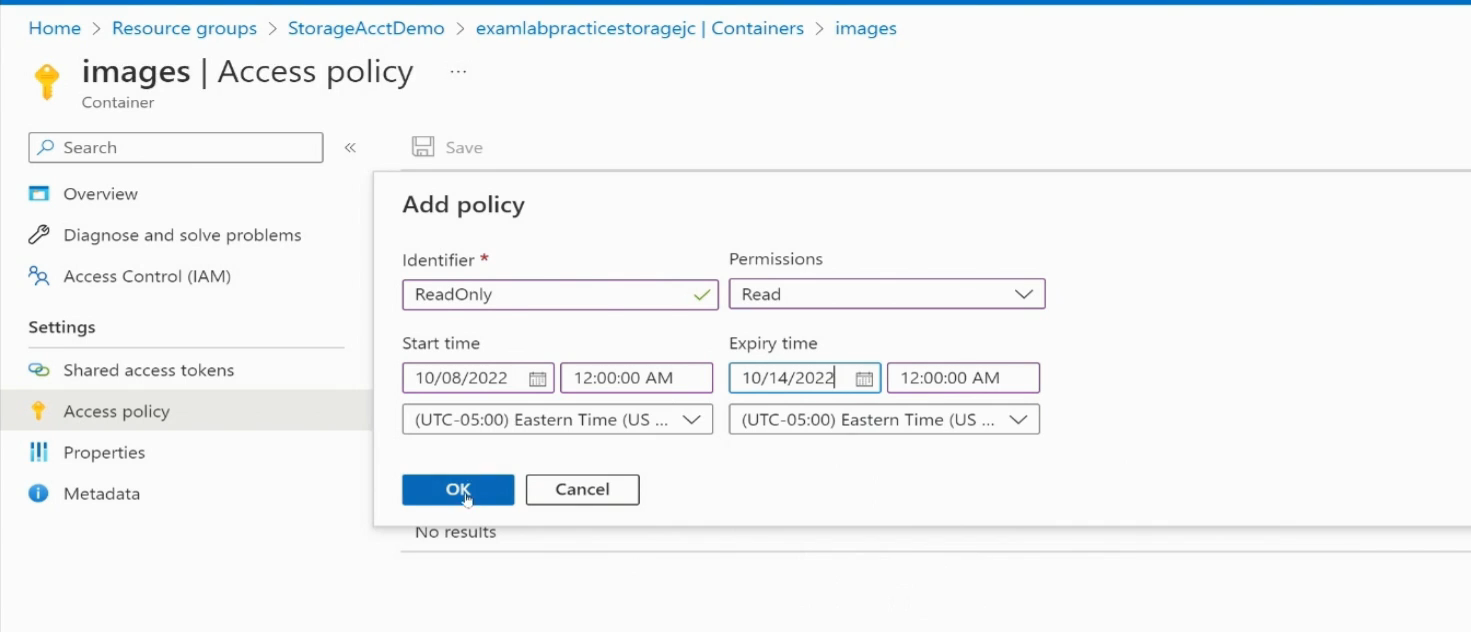 Home > Resource groups > StorageAcctDemo > examlabpracticestoragejc | Containers > images
images | Access policy ...
Container
Search «
Overview
Diagnose and solve problems
Access Control (IAM)
Settings
Shared access tokens
Access policy
Properties
Metadata
Save
Add policy
Identifier * Permissions
ReadOnly Read
Start time Expiry time
10/08/2022 12:00:00 AM 10/14/2022 12:00:00 AM
(UTC-05:00) Eastern Time (US ... (UTC-05:00) Eastern Time (US ...
OK Cancel
No results